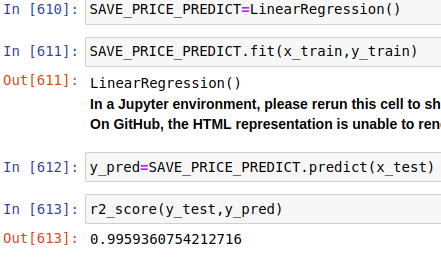 In [610]: SAVE_PRICE_PREDICT=LinearRegression()
In [611]: SAVE_PRICE_PREDICT.fit(x_train,y_train)
Out[611]: LinearRegression()
In a Jupyter environment, please rerun this cell to
On GitHub, the HTML representation is unable to
In [612]: y_pred=SAVE_PRICE_PREDICT.predict(x_test)
In [613]: r2_score(y_test,y_pred)
Out[613]: 0.9959360754212716